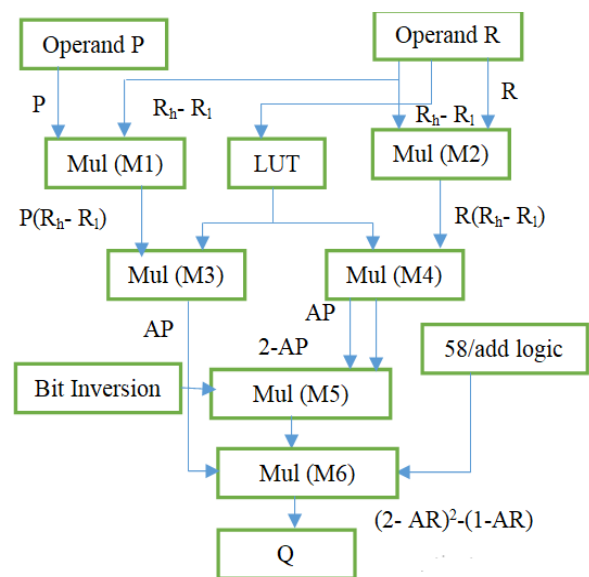 Operand P
Operand R
P
R
Rh- Rl
Rh- Rl
Mul (M1)
LUT
Mul (M2)
P(Rh- Rl)
R(Rh- Rl)
Mul (M3)
Mul (M4)
AP
AP
2-AP
58/add logic
Bit Inversion
Mul (M5)
Mul (M6)
(2- AR)²-(1-AR)
Q